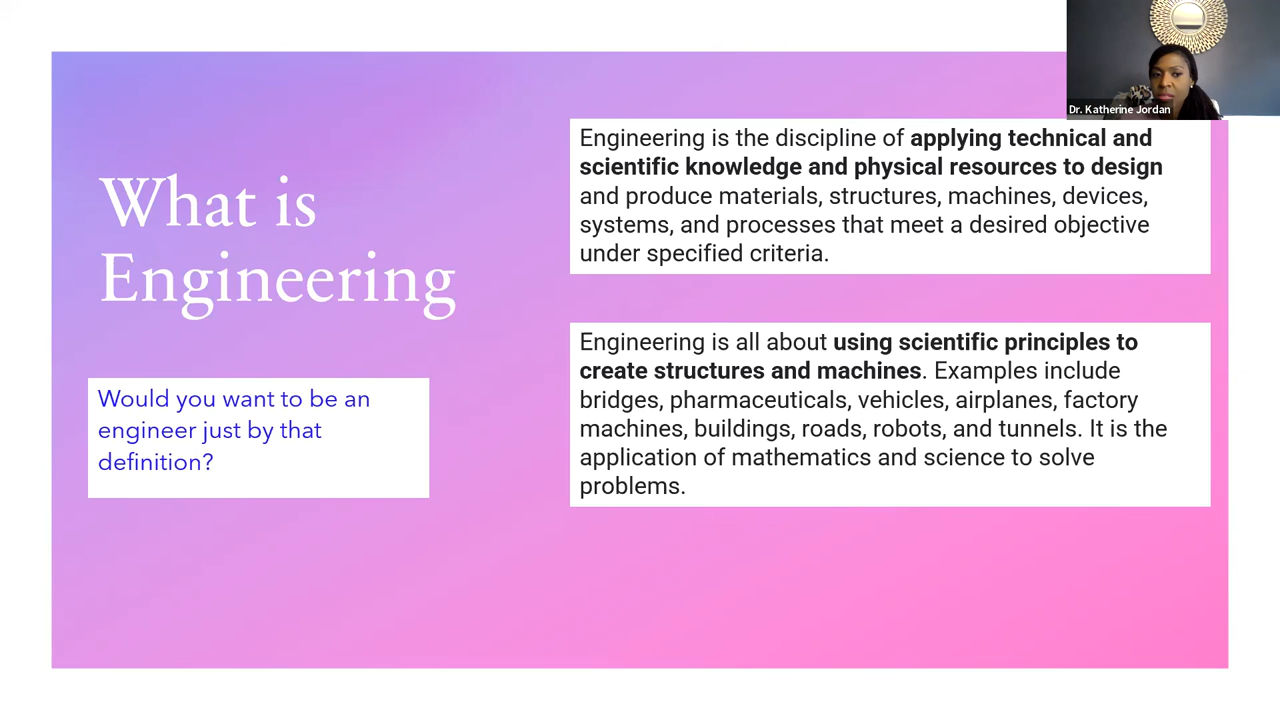 Dr. Katherine Jordan
What is
Engineering
Would you want to be an
engineer just by that
definition?
Engineering is the discipline of applying technical and
scientific knowledge and physical resources to design
and produce materials, structures, machines, devices,
systems, and processes that meet a desired objective
under specified criteria.
Engineering is all about using scientific principles to
create structures and machines. Examples include
bridges, pharmaceuticals, vehicles, airplanes, factory
machines, buildings, roads, robots, and tunnels. It is the
application of mathematics and science to solve
problems.